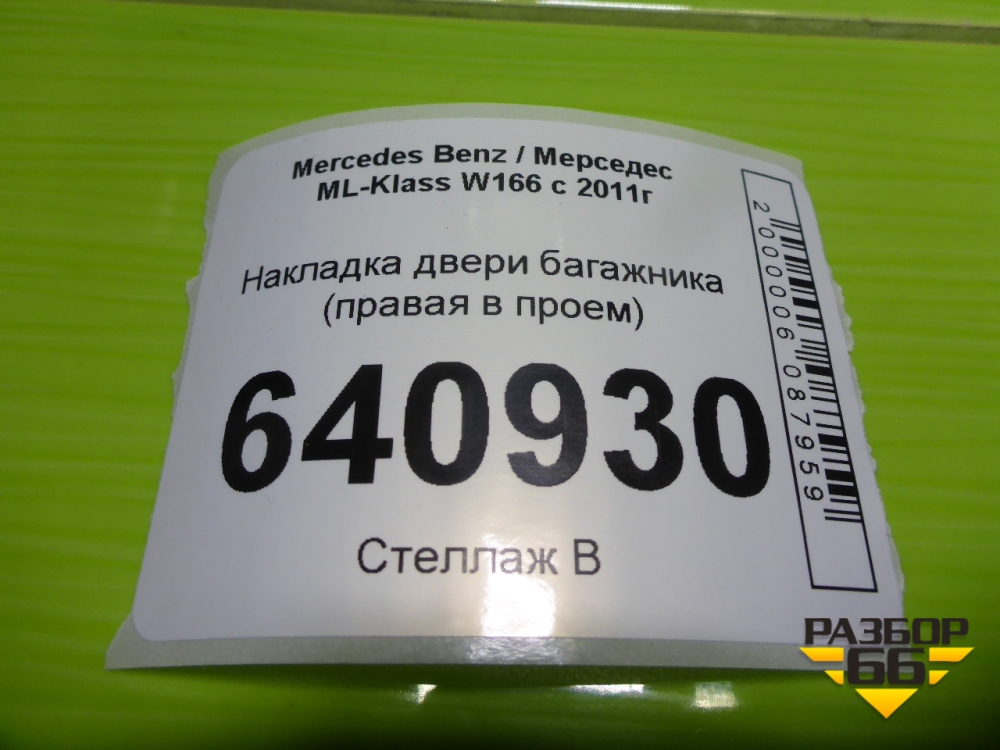 Mercedes Benz / Мерседес
ML-Klass W166 с 2011г
Накладка двери багажника
(правая в проем)
640930
Стеллаж В
2000006087959
РАЗБОР
66